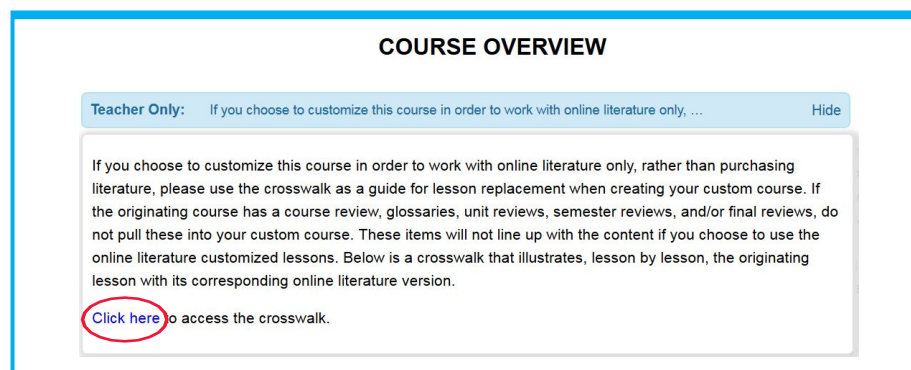 COURSE OVERVIEW
Teacher Only: If you choose to customize this course in order to work with online literature only, ... Hide
If you choose to customize this course in order to work with online literature only, rather than purchasing
literature, please use the crosswalk as a guide for lesson replacement when creating your custom course. If
the originating course has a course review, glossaries, unit reviews, semester reviews, and/or final reviews, do
not pull these into your custom course. These items will not line up with the content if you choose to use the
online literature customized lessons. Below is a crosswalk that illustrates, lesson by lesson, the originating
lesson with its corresponding online literature version.
Click here to access the crosswalk.